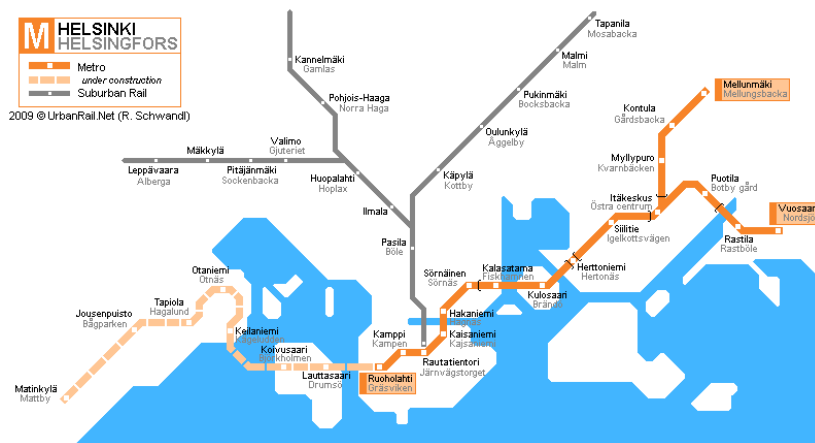 M HELSINKI
HELSINGFORS
Metro
under construction
Suburban Rail
2009 © UrbanRail.Net (R. Schwandl)
Tapanila
Mosabacka
Kannelmäki
Gamlas
Malmi
Malm
Pohjois-Haaga
Norra Haga
Pukinmäki
Bocksbacka
Mellunmäki
Mellungsbacka
Kontula
Gårdsbacka
Oulunkylä
Åggelby
Valimo
Gjuteriet
Mäkkylä
Leppävaara
Alberga
Pitäjänmäki
Sockenbacka
Huopalahti
Hoplax
Käpylä
Kottby
Myllypuro
Kvarnbäcken
Puotila
Botby gård
Ilmala
Itäkeskus
Östra centrum
Vuosaari
Nordsjö
Siilitie
Igelkottsvägen
Rastila
Rastböle
Pasila
Böle
Otaniemi
Otnäs
Sörnäinen
Sörnäs
Kalasatama
Fiskhamnen
Herttoniemi
Hertonäs
Kulosaari
Brändö
Tapiola
Hagalund
Jousenpuisto
Bågparken
Hakaniemi
Hagnäs
Keilaniemi
Kägeludden
Kamppi
Kampen
Kaisaniemi
Kajsaniemi
Koivusaari
Björkholmen
Rautatientori
Järnvägstorget
Lauttasaari
Drumsö
Ruoholahti
Gräsviken
Matinkylä
Mattby